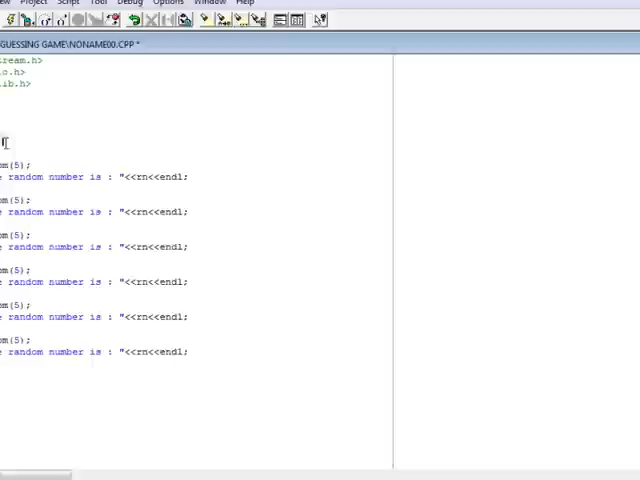 ew Project Script Tool Debug Options Window Help
GUESSING GAME\NONAME00.CPP *
ream.h>
o.h>
lib.h>
om(5);
e random number is : "<<rn<<endl;
om(5);
e random number is : "<<rn<<endl;
om(5);
e random number is : "<<rn<<endl;
om(5);
e random number is : "<<rn<<endl;
om(5);
e random number is : "<<rn<<endl;
om(5);
e random number is : "<<rn<<endl;